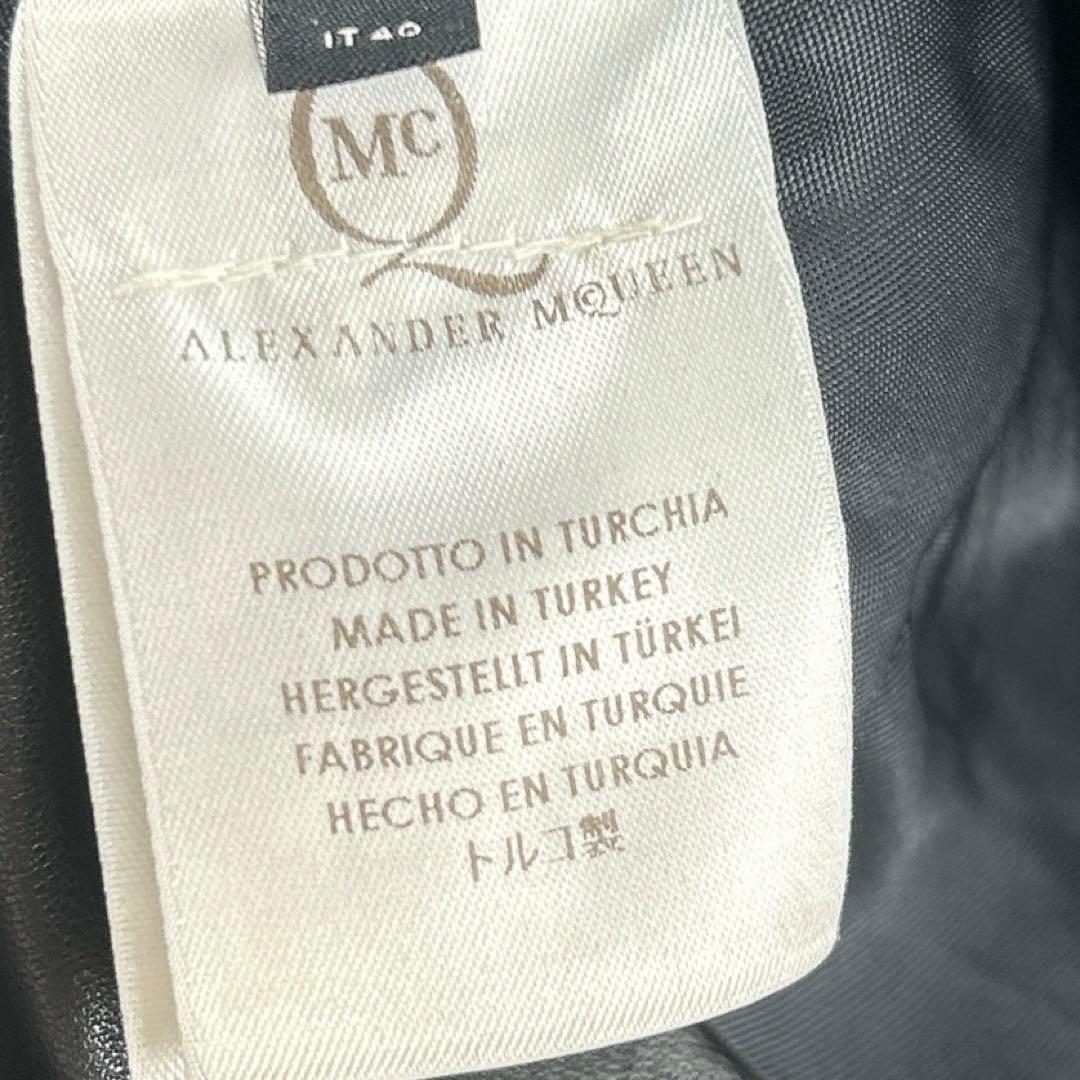 IT 40
MC
ALEXANDER MCQUEEN
PRODOTTO IN TURCHIA
MADE IN TURKEY
HERGESTELLT IN TÜRKEI
FABRIQUE EN TURQUIE
HECHO EN TURQUIA
トルコ製